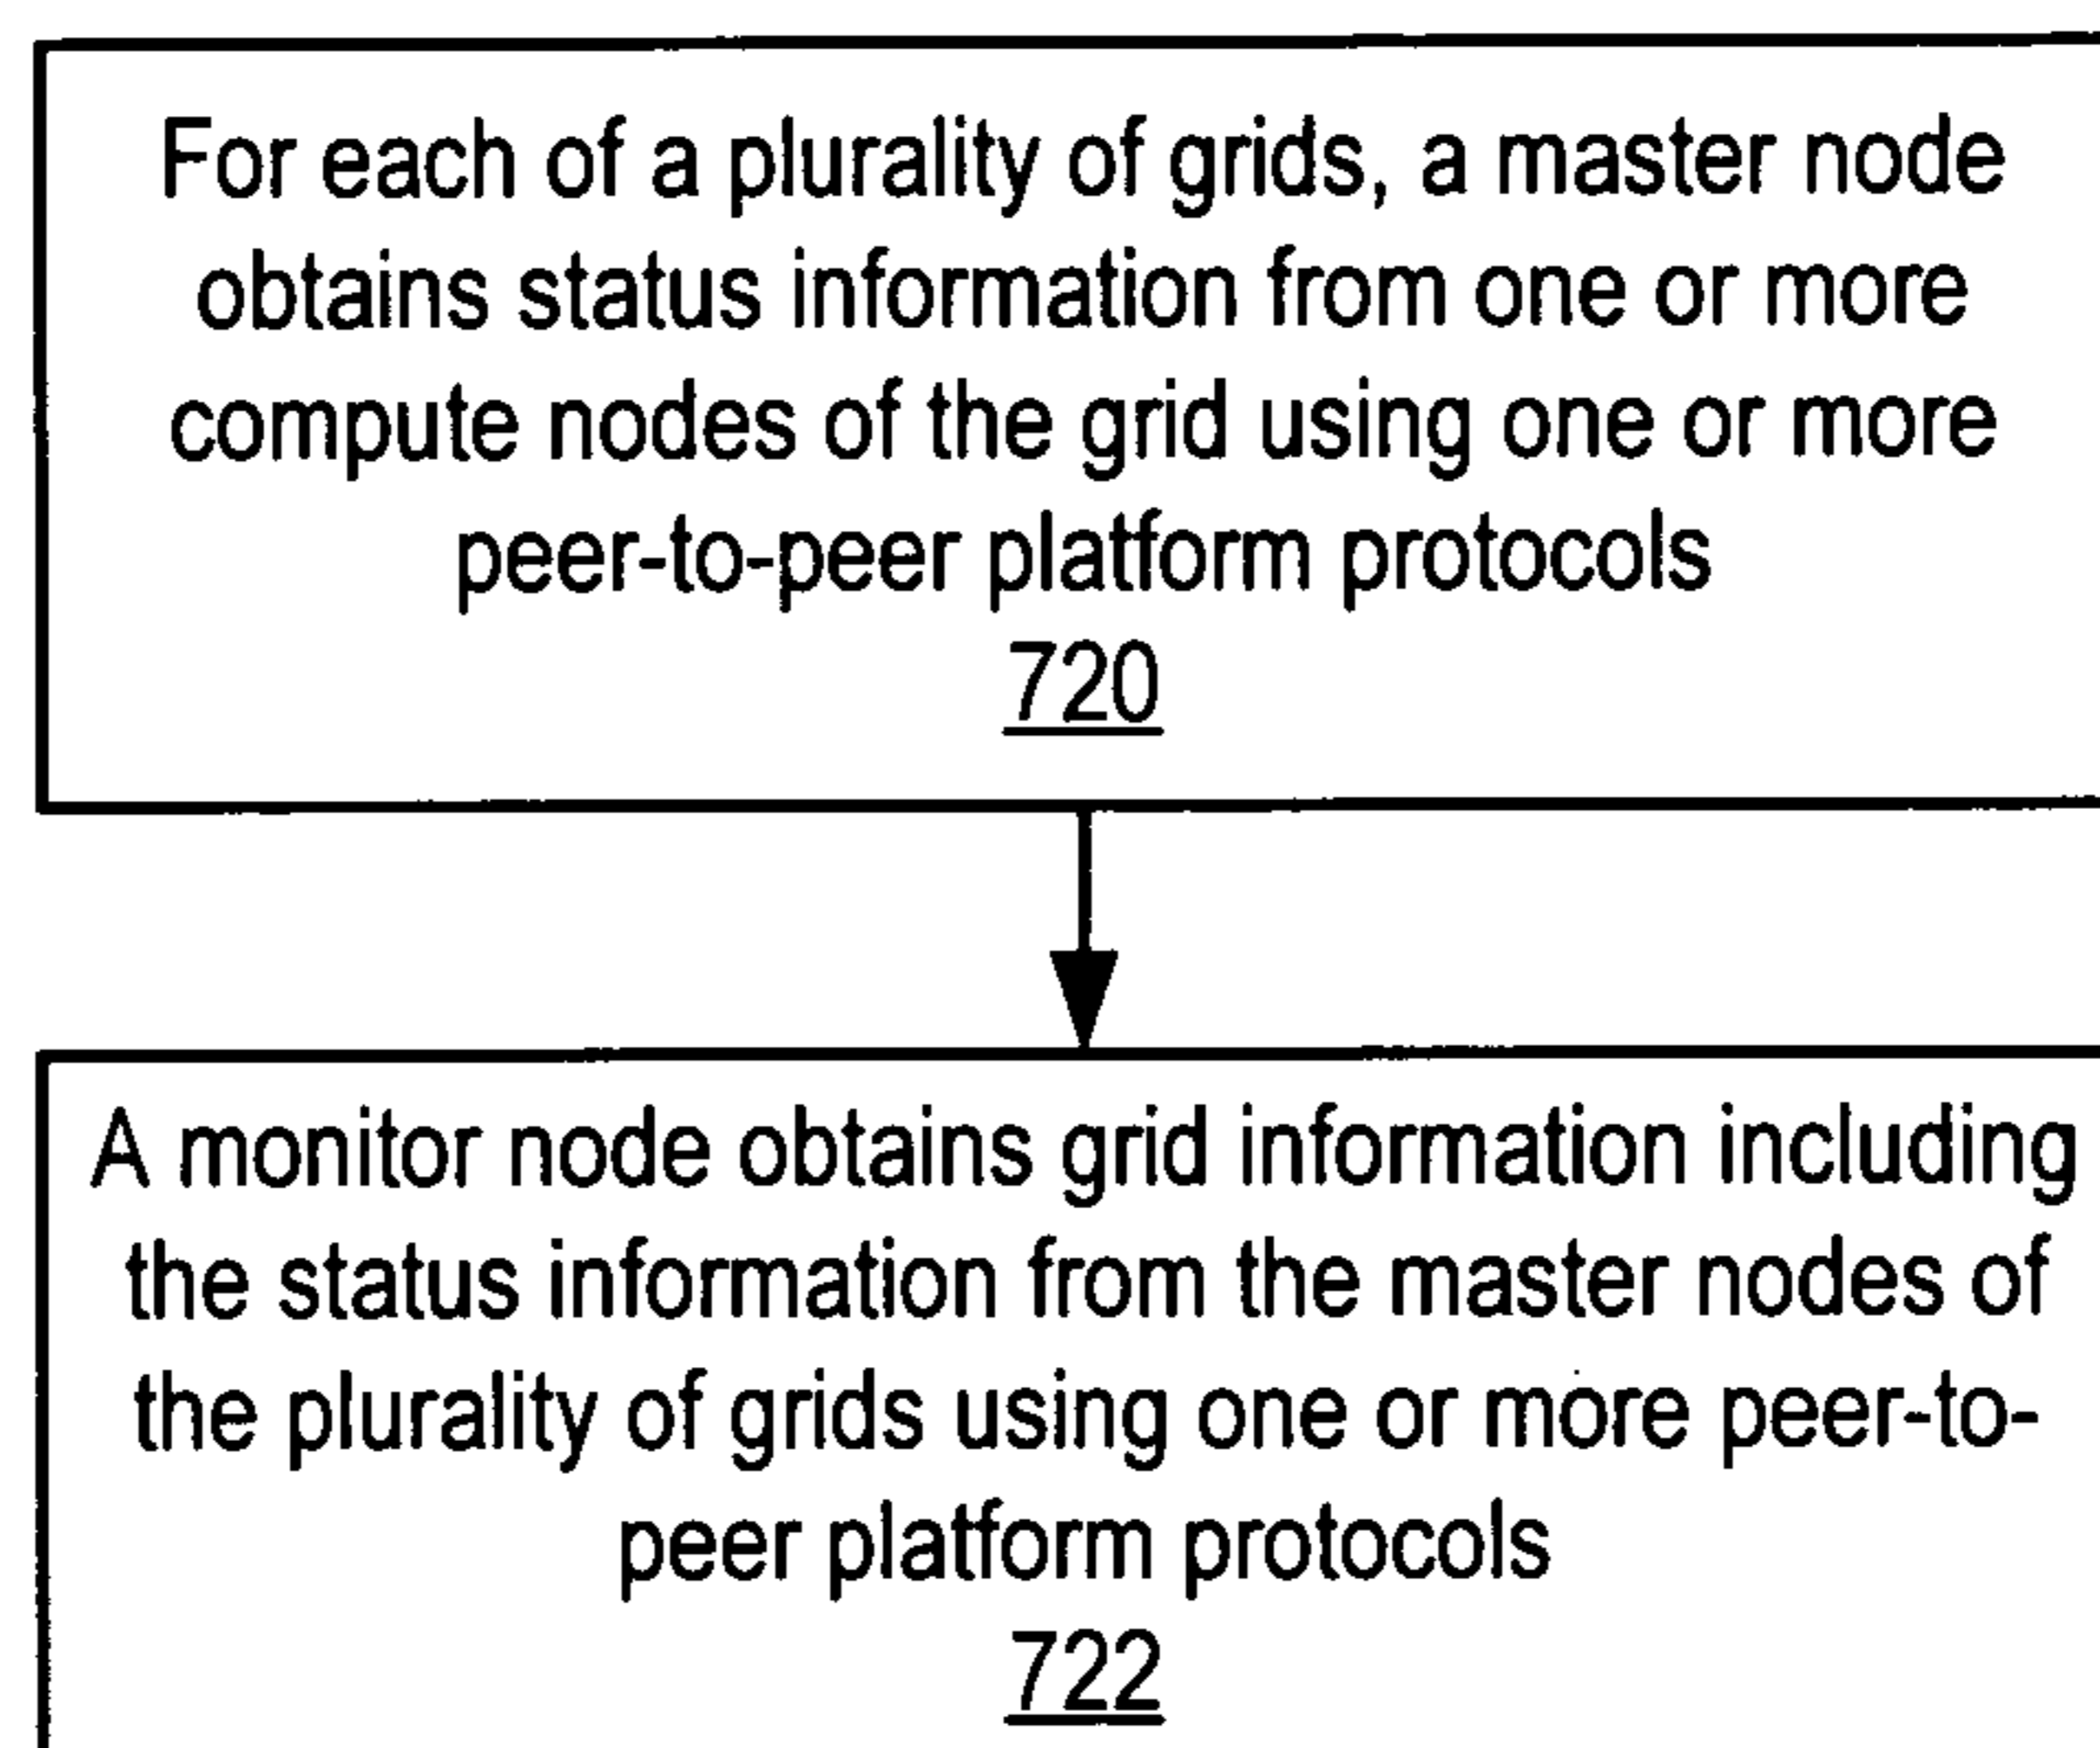 For each of a plurality of grids, a master node
obtains status information from one or more
compute nodes of the grid using one or more
peer-to-peer platform protocols
720
A monitor node obtains grid information including
the status information from the master nodes of
the plurality of grids using one or more peer-to-
peer platform protocols
722